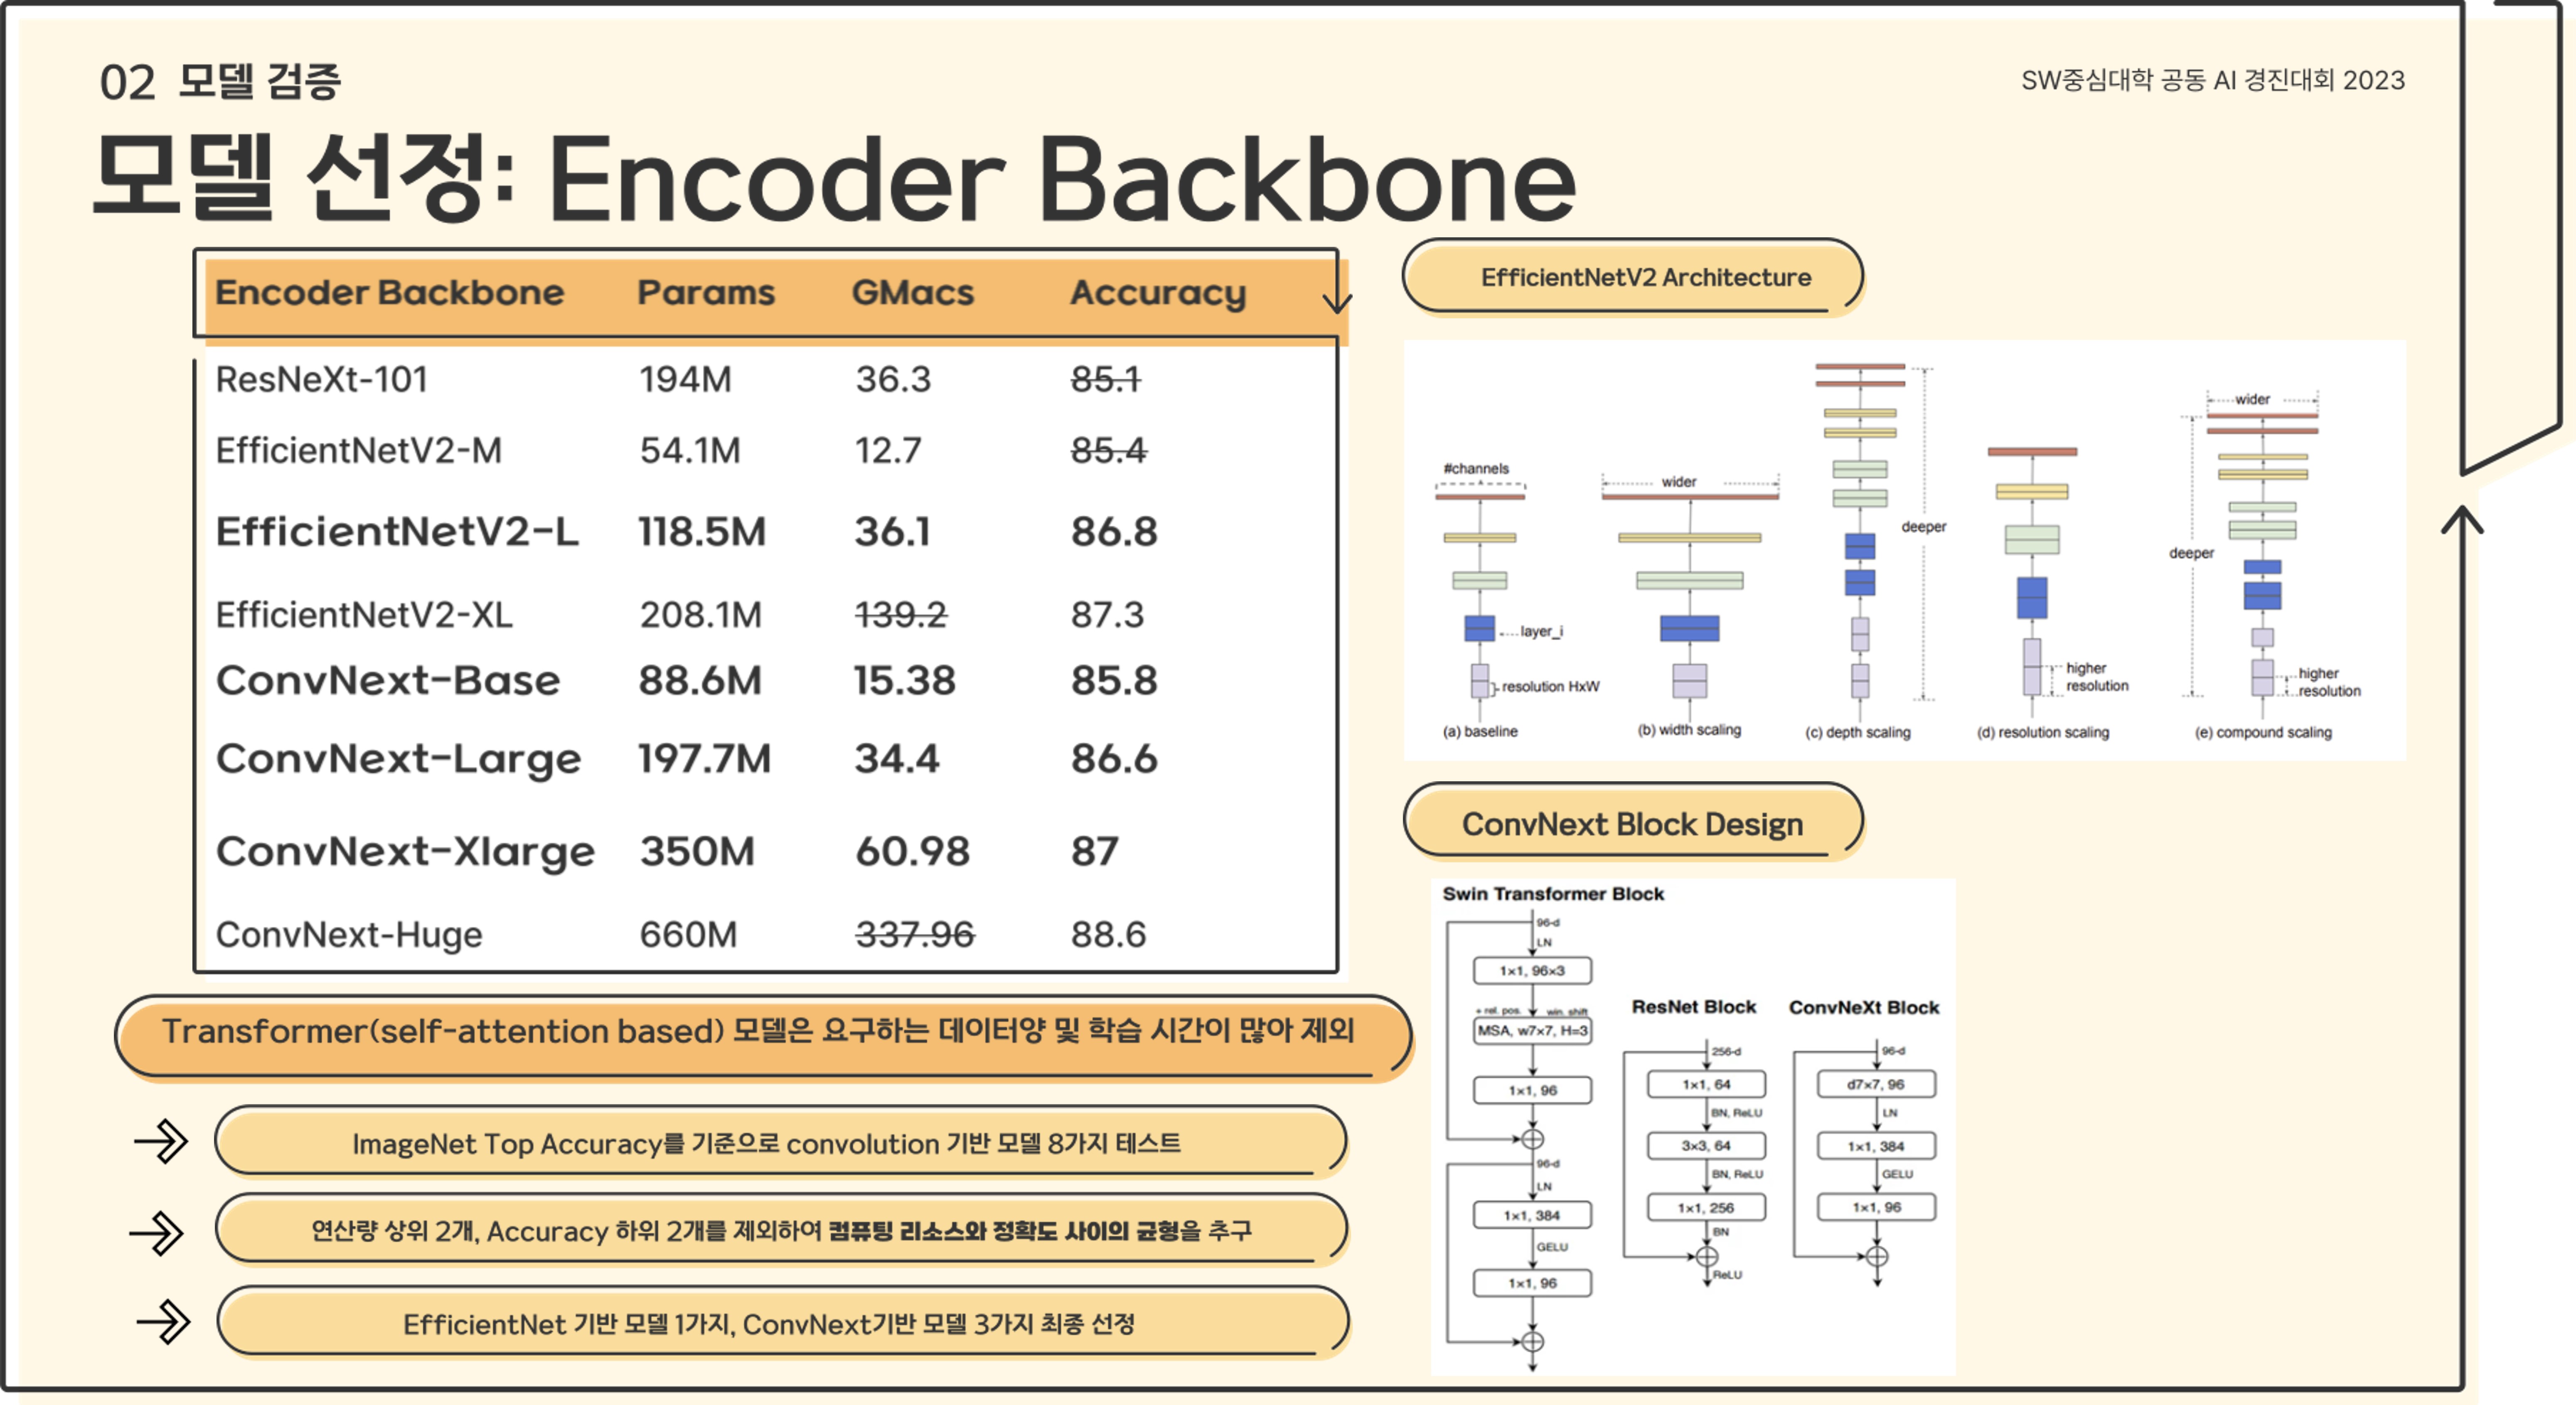 02 모델 검증
SW중심대학 공동 AI 경진대회 2023
모델 선정: Encoder Backbone
Encoder Backbone Params GMacs Accuracy
ResNeXt-101 194M 36.3 85.1
EfficientNetV2-M 54.1M 12.7 85.4
EfficientNetV2-L 118.5M 36.1 86.8
EfficientNetV2-XL 208.1M 139.2 87.3
ConvNext-Base 88.6M 15.38 85.8
ConvNext-Large 197.7M 34.4 86.6
ConvNext-Xlarge 350M 60.98 87
ConvNext-Huge 660M 337.96 88.6
Transformer(self-attention based) 모델은 요구하는 데이터양 및 학습 시간이 많아 제외
ImageNet Top Accuracy를 기준으로 convolution 기반 모델 8가지 테스트
연산량 상위 2개, Accuracy 하위 2개를 제외하여 컴퓨팅 리소스와 정확도 사이의 균형을 추구
EfficientNet 기반 모델 1가지, ConvNext기반 모델 3가지 최종 선정
EfficientNetV2 Architecture
#channels
layer_i
resolution HxW
(a) baseline
wider
(b) width scaling
deeper
(c) depth scaling
higher
resolution
(d) resolution scaling
wider
deeper
higher
resolution
(e) compound scaling
ConvNext Block Design
Swin Transformer Block
96-d
LN
1×1, 96×3
+ rel. pos. win. shift
MSA, w7×7, H=3
1×1, 96
96-d
LN
1×1, 384
GELU
1×1, 96
ResNet Block
256-d
1×1, 64
BN, ReLU
3×3, 64
BN, ReLU
1×1, 256
BN
ReLU
ConvNeXt Block
96-d
d7×7, 96
LN
1×1, 384
GELU
1×1, 96